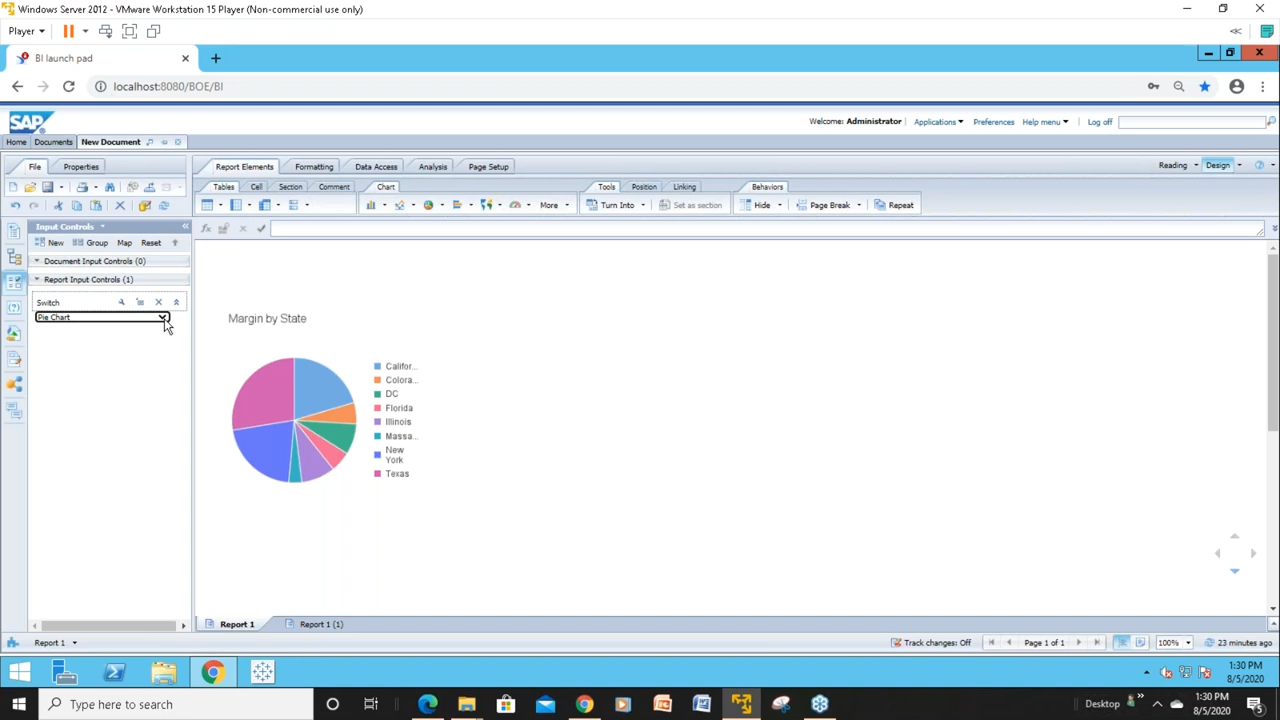 Windows Server 2012 - VMware Workstation 15 Player (Non-commercial use only)
Player
BI launch pad
localhost:8080/BOE/BI
SAP
Welcome: Administrator
Applications
Preferences
Help menu
Log off
Home
Documents
New Document
File
Properties
Report Elements
Formatting
Data Access
Analysis
Page Setup
Reading
Design
Tables
Cell
Section
Comment
Chart
Tools
Position
Linking
Behaviors
More
Turn Into
Set as section
Hide
Page Break
Repeat
Input Controls
New
Group
Map
Reset
Document Input Controls (0)
Report Input Controls (1)
Switch
Pie Chart
Margin by State
Califor...
Colora...
DC
Florida
Illinois
Massa...
New
York
Texas
Report 1
Report 1 (1)
Report 1
Track changes: Off
Page 1 of 1
100%
23 minutes ago
1:30 PM
8/5/2020
Type here to search
Desktop
1:30 PM
8/5/2020